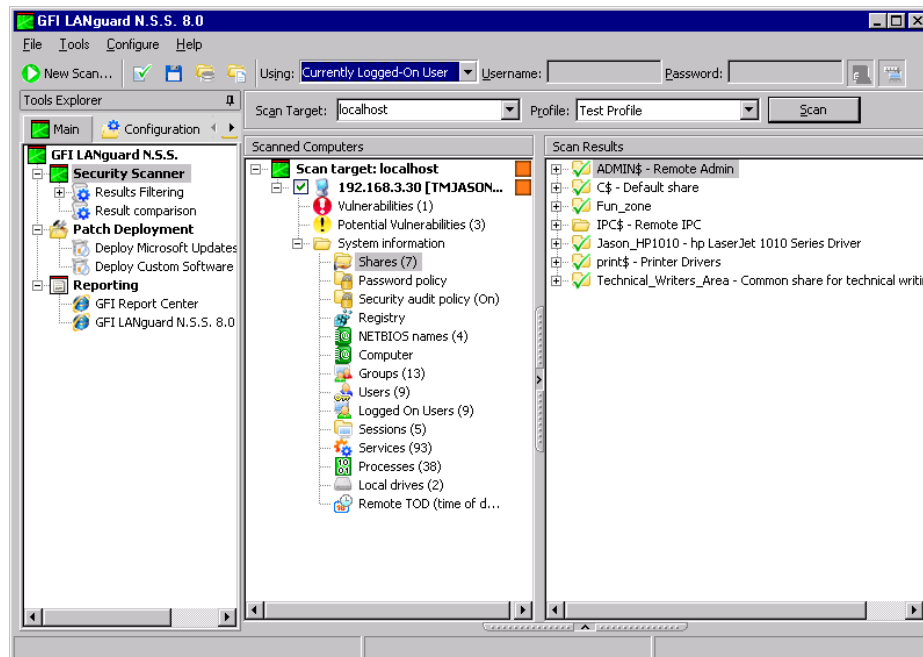 GFI LANguard N.S.S. 8.0
File Tools Configure Help
New Scan... Using: Currently Logged-On User Username: Password:
Tools Explorer
Scan Target: localhost Profile: Test Profile Scan
Main Configuration
GFI LANguard N.S.S.
Security Scanner
Results Filtering
Result comparison
Patch Deployment
Deploy Microsoft Updates
Deploy Custom Software
Reporting
GFI Report Center
GFI LANguard N.S.S. 8.0
Scanned Computers
Scan target: localhost
192.168.3.30 [TMJASON...
Vulnerabilities (1)
Potential Vulnerabilities (3)
System information
Shares (7)
Password policy
Security audit policy (On)
Registry
NETBIOS names (4)
Computer
Groups (13)
Users (9)
Logged On Users (9)
Sessions (5)
Services (93)
Processes (38)
Local drives (2)
Remote TOD (time of d...
Scan Results
ADMIN$ - Remote Admin
C$ - Default share
Fun_zone
IPC$ - Remote IPC
Jason_HP1010 - hp LaserJet 1010 Series Driver
print$ - Printer Drivers
Technical_Writers_Area - Common share for technical writi